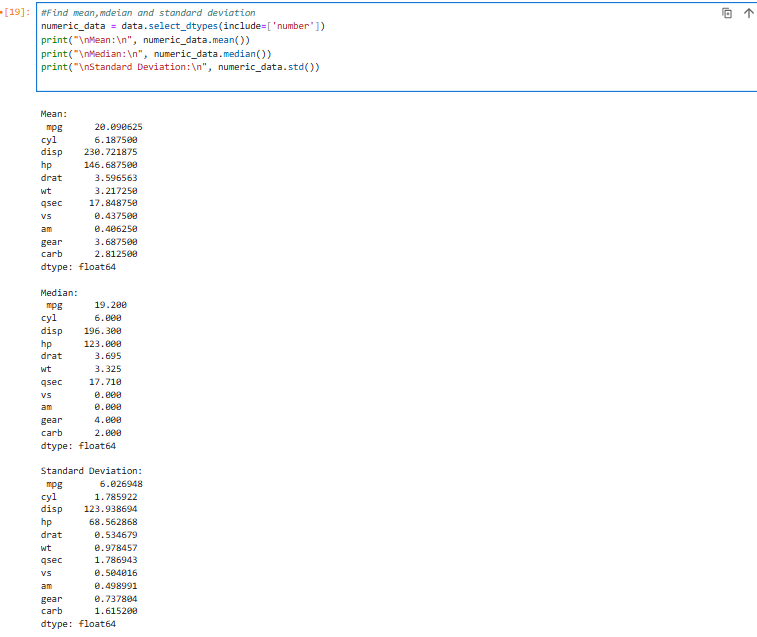 [19]:
#Find mean,mdeian and standard deviation
numeric_data = data.select_dtypes(include=['number'])
print("\nMean:\n", numeric_data.mean())
print("\nMedian:\n", numeric_data.median())
print("\nStandard Deviation:\n", numeric_data.std())
Mean:
mpg 20.090625
cyl 6.187500
disp 230.721875
hp 146.687500
drat 3.596563
wt 3.217250
qsec 17.848750
vs 0.437500
am 0.406250
gear 3.687500
carb 2.812500
dtype: float64
Median:
mpg 19.200
cyl 6.000
disp 196.300
hp 123.000
drat 3.695
wt 3.325
qsec 17.710
vs 0.000
am 0.000
gear 4.000
carb 2.000
dtype: float64
Standard Deviation:
mpg 6.026948
cyl 1.785922
disp 123.938694
hp 68.562868
drat 0.534679
wt 0.978457
qsec 1.786943
vs 0.504016
am 0.498991
gear 0.737804
carb 1.615200
dtype: float64